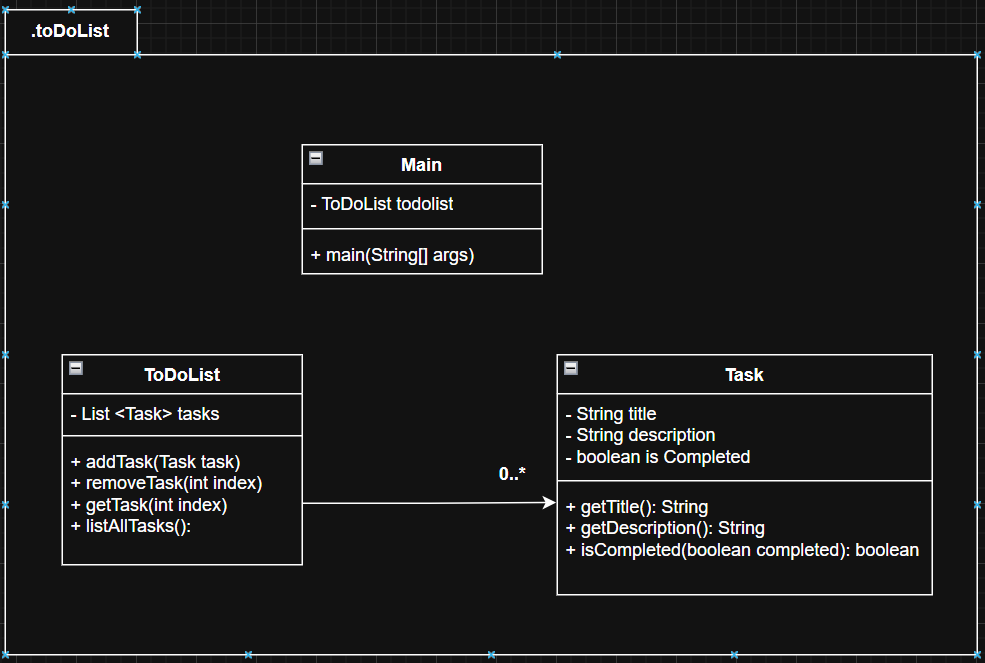 .toDoList
Main
- ToDoList todolist
+ main(String[] args)
ToDoList
- List <Task> tasks
+ addTask(Task task)
+ removeTask(int index)
+ getTask(int index)
+ listAllTasks():
0..*
Task
- String title
- String description
- boolean is Completed
+ getTitle(): String
+ getDescription(): String
+ isCompleted(boolean completed): boolean